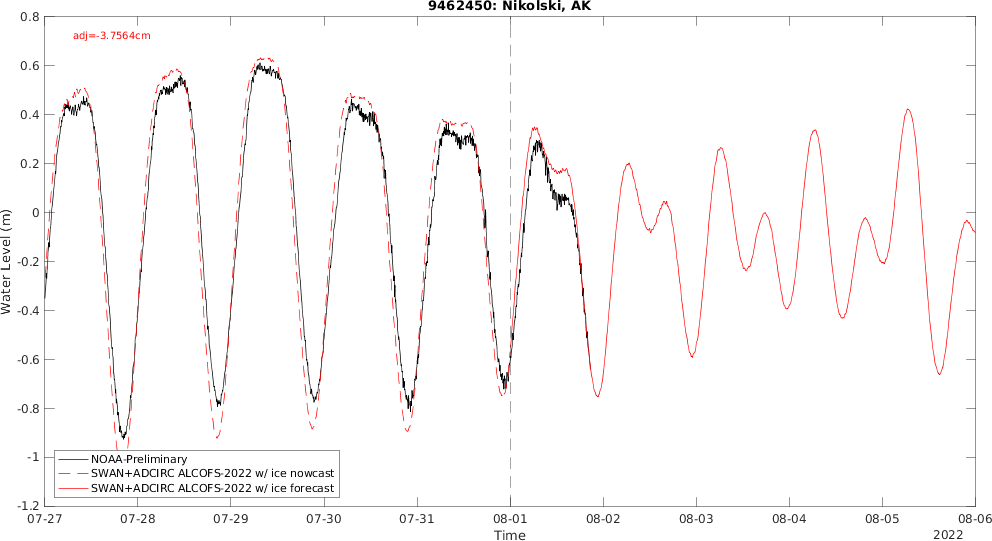 9462450: Nikolski, AK
adj=-3.7564cm
Water Level (m)
0.8
0.6
0.4
0.2
0
-0.2
-0.4
-0.6
-0.8
-1
-1.2
NOAA-Preliminary
SWAN+ADCIRC ALCOFS-2022 w/ ice nowcast
SWAN+ADCIRC ALCOFS-2022 w/ ice forecast
07-27 07-28 07-29 07-30 07-31 08-01 08-02 08-03 08-04 08-05 08-06
Time
2022